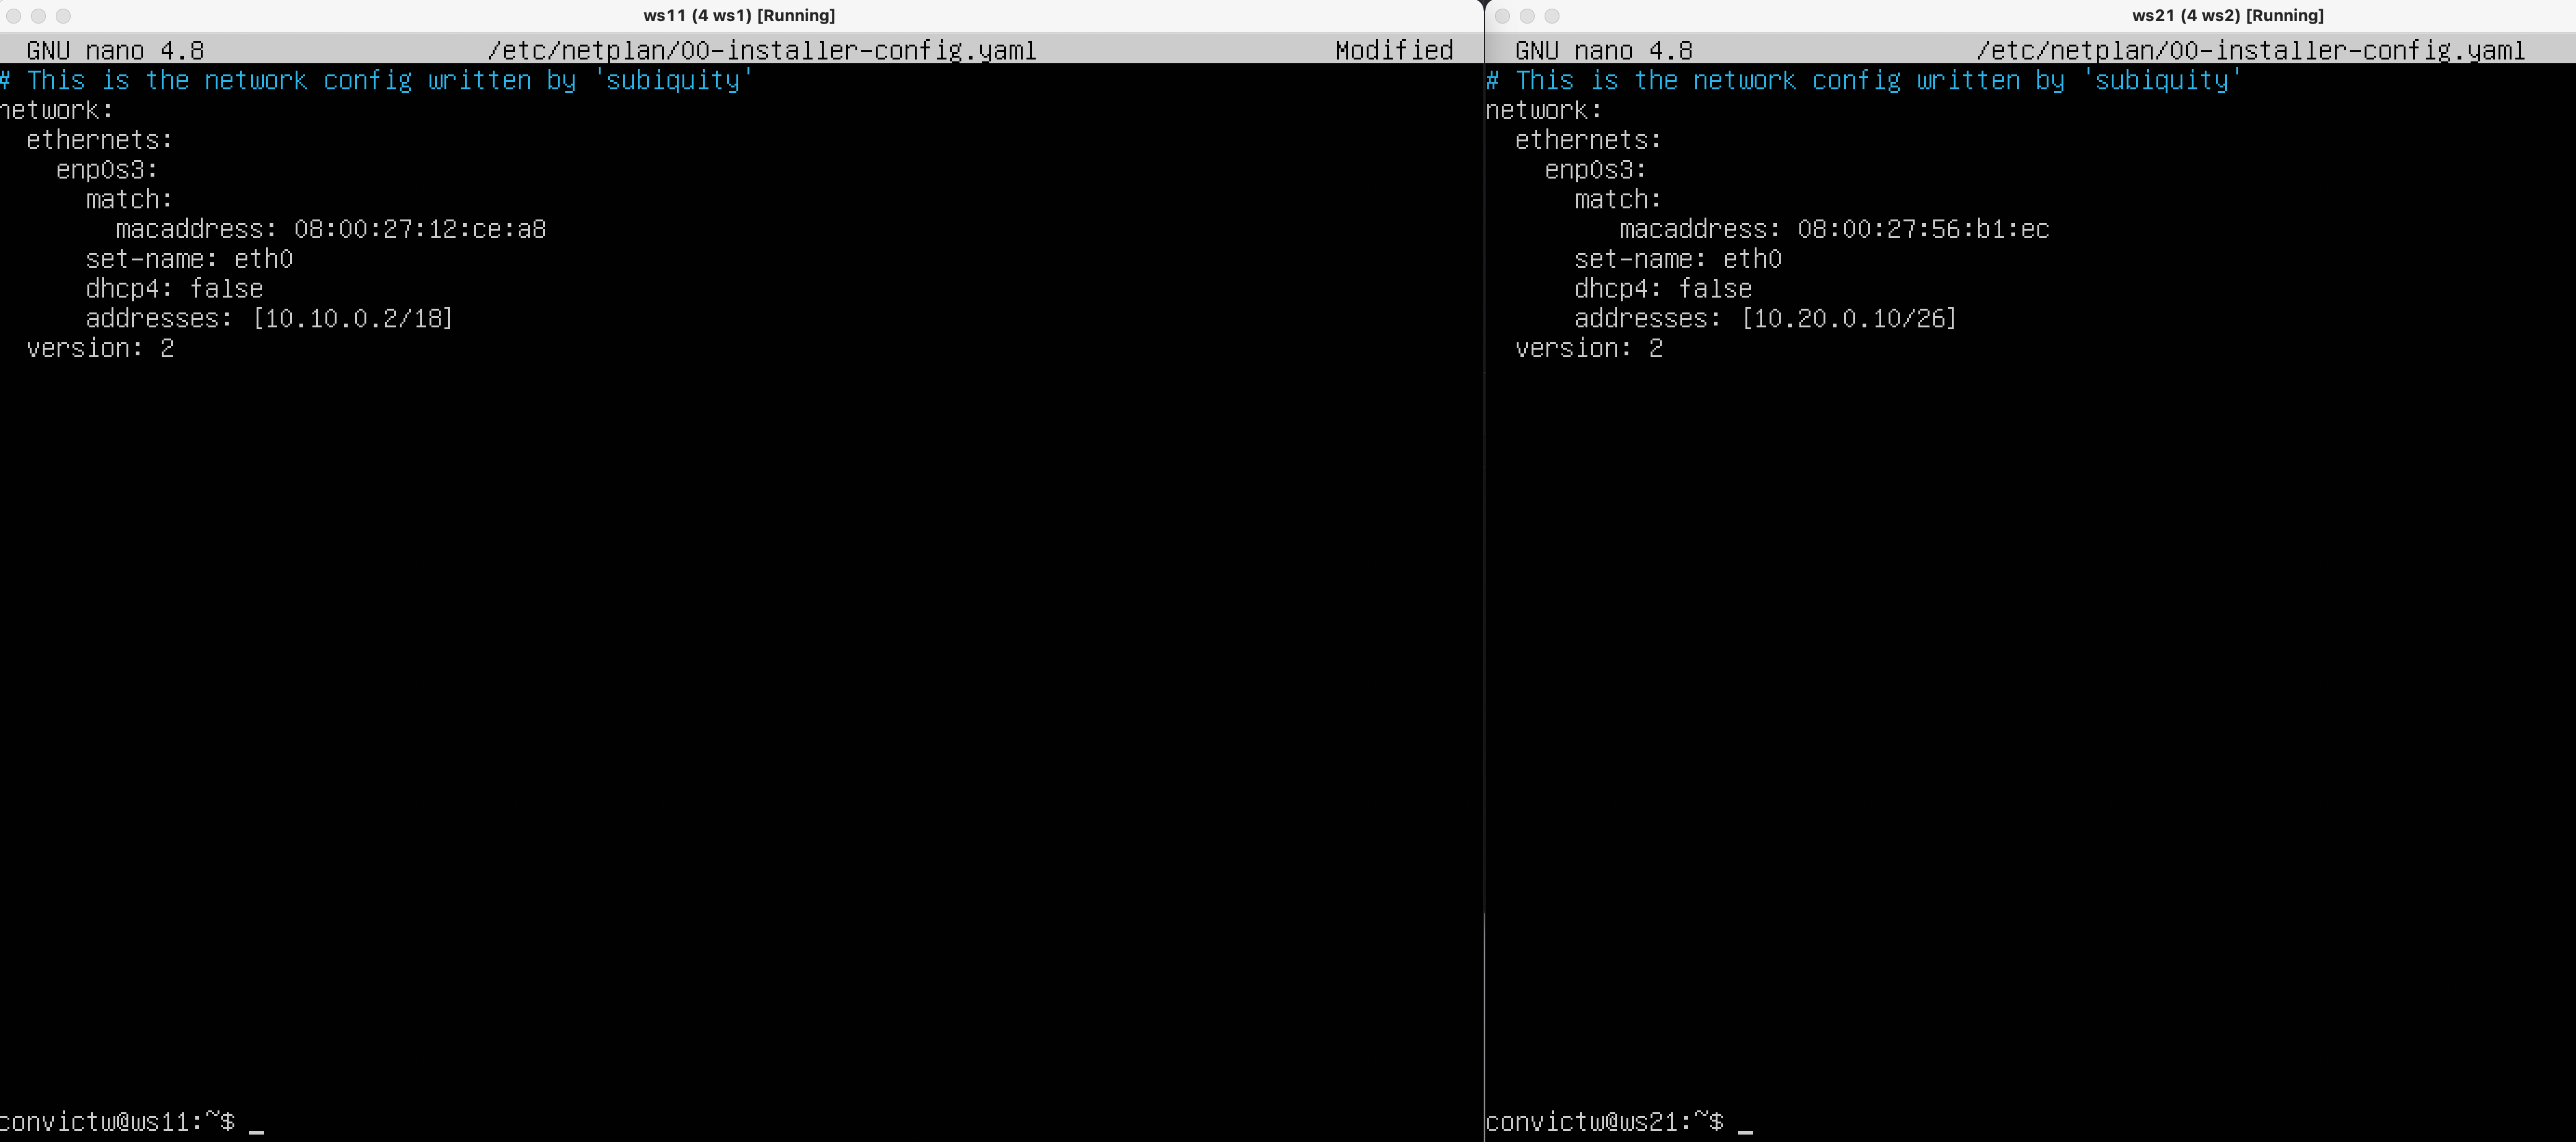 ws11 (4 ws1) [Running]
GNU nano 4.8 /etc/netplan/00-installer-config.yaml Modified
# This is the network config written by 'subiquity'
network:
  ethernets:
    enp0s3:
      match:
        macaddress: 08:00:27:12:ce:a8
      set-name: eth0
      dhcp4: false
      addresses: [10.10.0.2/18]
  version: 2
convictw@ws11:~$ _
ws21 (4 ws2) [Running]
GNU nano 4.8 /etc/netplan/00-installer-config.yaml
# This is the network config written by 'subiquity'
network:
  ethernets:
    enp0s3:
      match:
         macaddress: 08:00:27:56:b1:ec
      set-name: eth0
      dhcp4: false
      addresses: [10.20.0.10/26]
  version: 2
convictw@ws21:~$ _